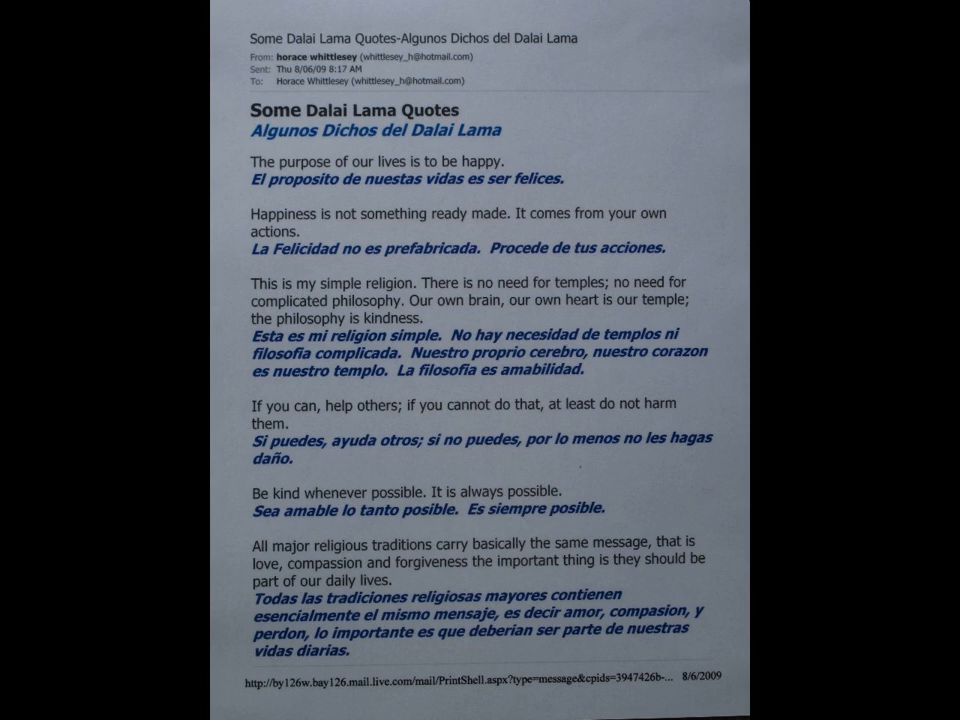 Some Dalai Lama Quotes-Algunos Dichos del Dalai Lama
From: horace whittlesey (whittlesey_h@hotmail.com)
Sent: Thu 8/06/09 8:17 AM
To: Horace Whittlesey (whittlesey_h@hotmail.com)
Some Dalai Lama Quotes
Algunos Dichos del Dalai Lama
The purpose of our lives is to be happy.
El proposito de nuestas vidas es ser felices.
Happiness is not something ready made. It comes from your own
actions.
La Felicidad no es prefabricada. Procede de tus acciones.
This is my simple religion. There is no need for temples; no need for
complicated philosophy. Our own brain, our own heart is our temple;
the philosophy is kindness.
Esta es mi religion simple. No hay necesidad de templos ni
filosofia complicada. Nuestro proprio cerebro, nuestro corazon
es nuestro templo. La filosofia es amabilidad.
If you can, help others; if you cannot do that, at least do not harm
them.
Si puedes, ayuda otros; si no puedes, por lo menos no les hagas
daño.
Be kind whenever possible. It is always possible.
Sea amable lo tanto posible. Es siempre posible.
All major religious traditions carry basically the same message, that is
love, compassion and forgiveness the important thing is they should be
part of our daily lives.
Todas las tradiciones religiosas mayores contienen
esencialmente el mismo mensaje, es decir amor, compasion, y
perdon, lo importante es que deberian ser parte de nuestras
vidas diarias.
http://by126w.bay126.mail.live.com/mail/PrintShell.aspx?type=message&cpids=3947426b-... 8/6/2009